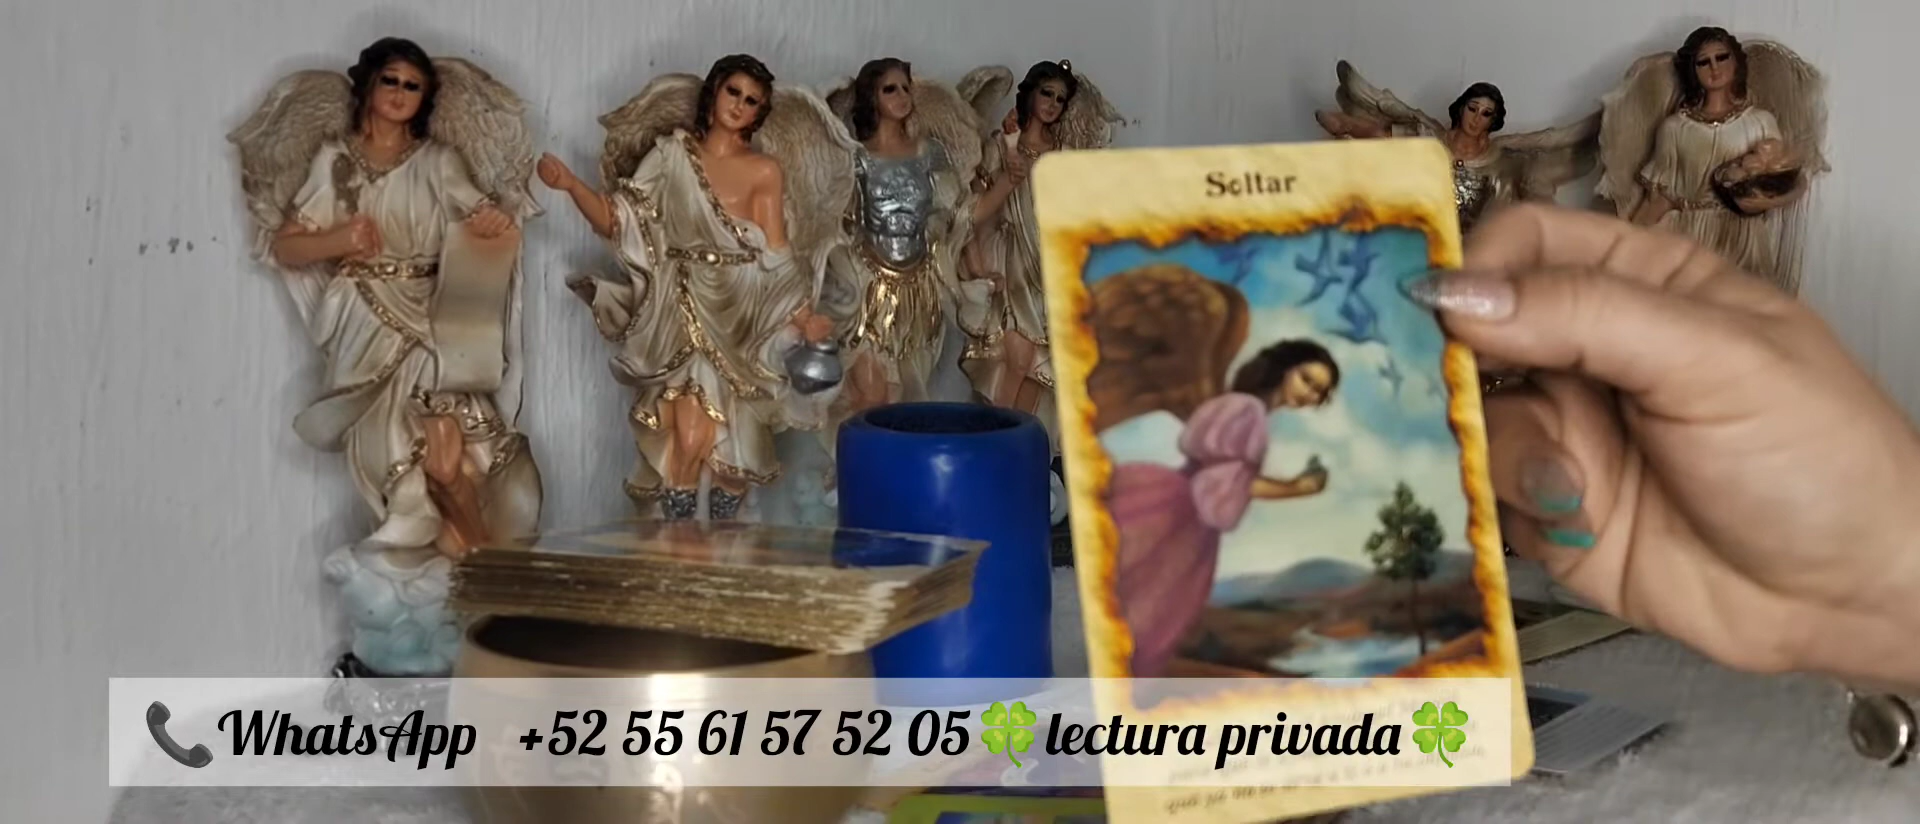 Soltar
📞 WhatsApp +52 55 61 57 52 05🍀lectura privada🍀